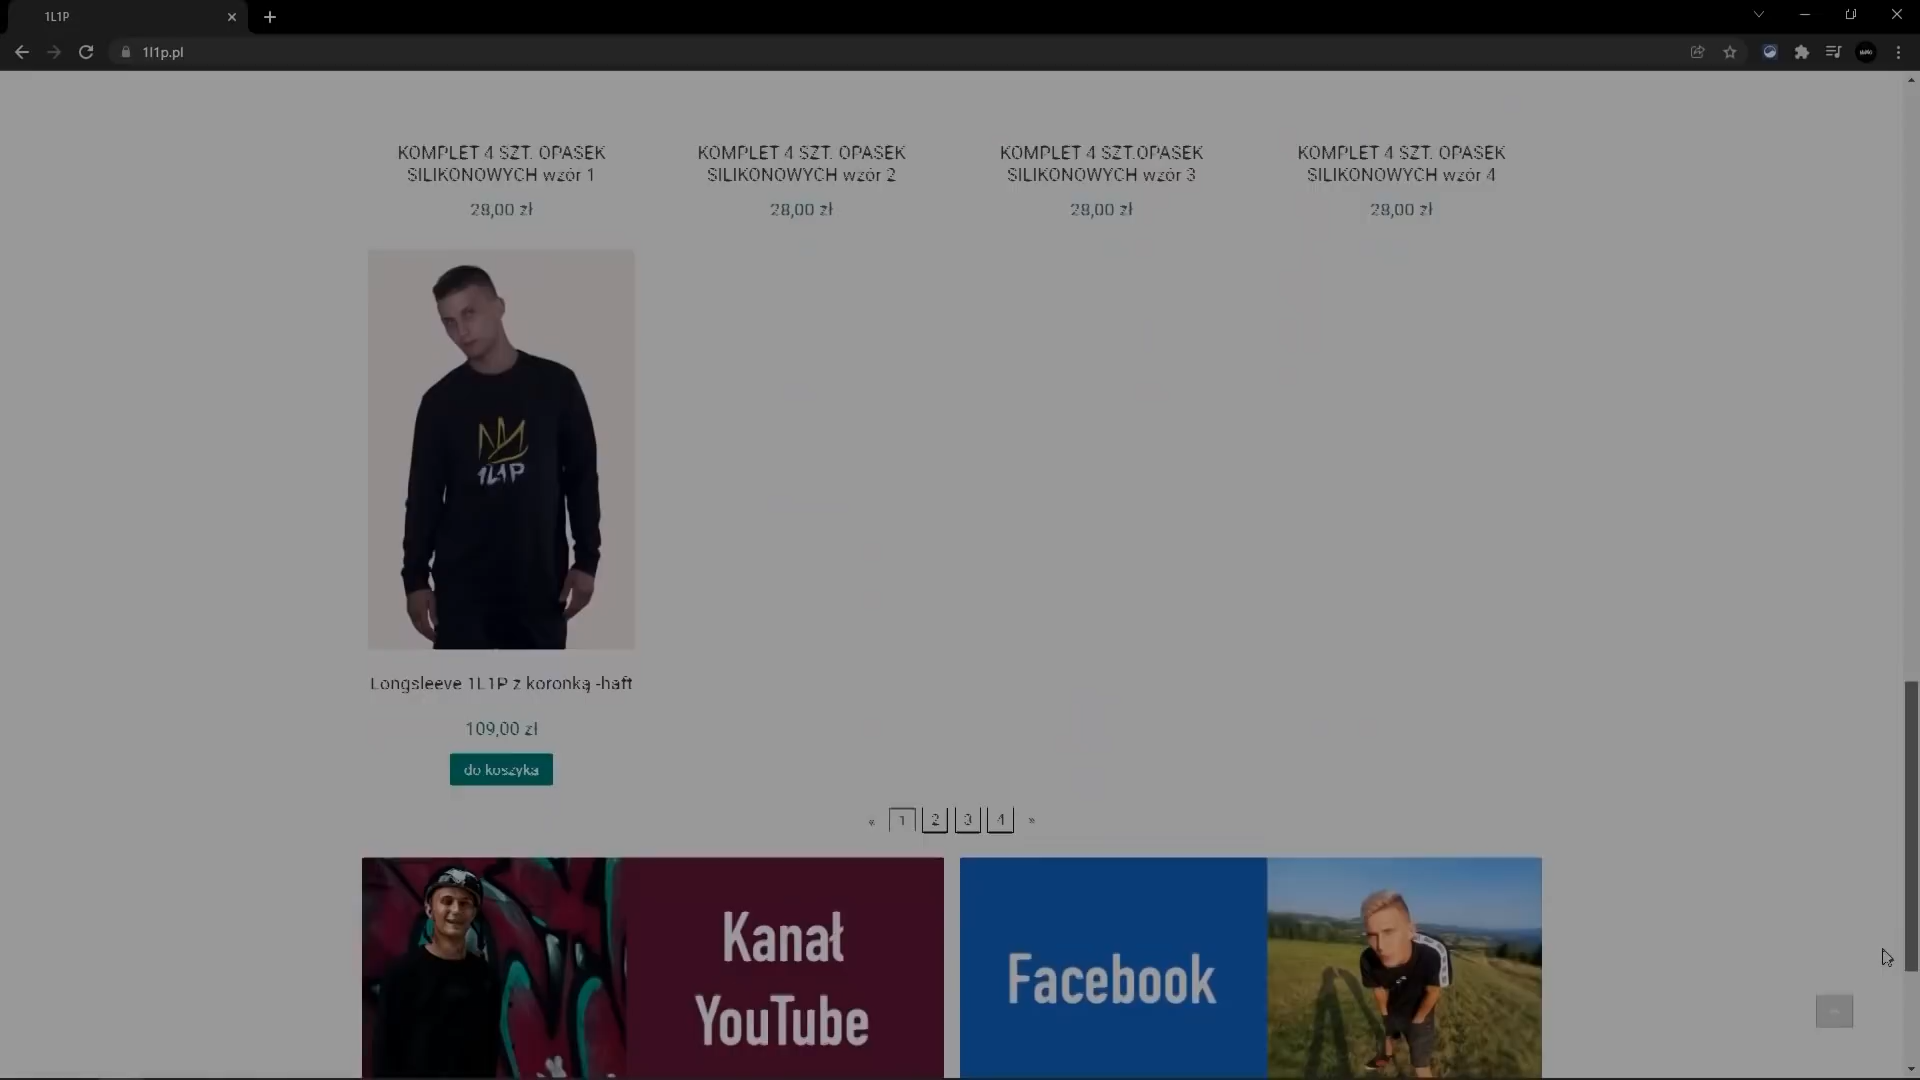 1L1P
1l1p.pl
KOMPLET 4 SZT. OPASEK SILIKONOWYCH wzór 1
28,00 zł
KOMPLET 4 SZT. OPASEK SILIKONOWYCH wzór 2
28,00 zł
KOMPLET 4 SZT.OPASEK SILIKONOWYCH wzór 3
28,00 zł
KOMPLET 4 SZT. OPASEK SILIKONOWYCH wzór 4
28,00 zł
1L1P
Longsleeve 1L1P z koronką -haft
109,00 zł
do koszyka
« 1 2 3 4 »
Kanał
YouTube
Facebook